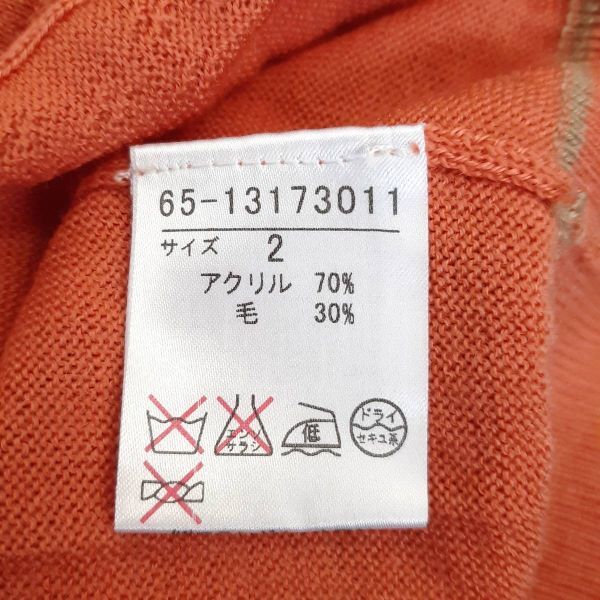 65-13173011
サイズ 2
アクリル 70%
毛 30%
エンソ
サラシ
低
ドライ
セキユ系